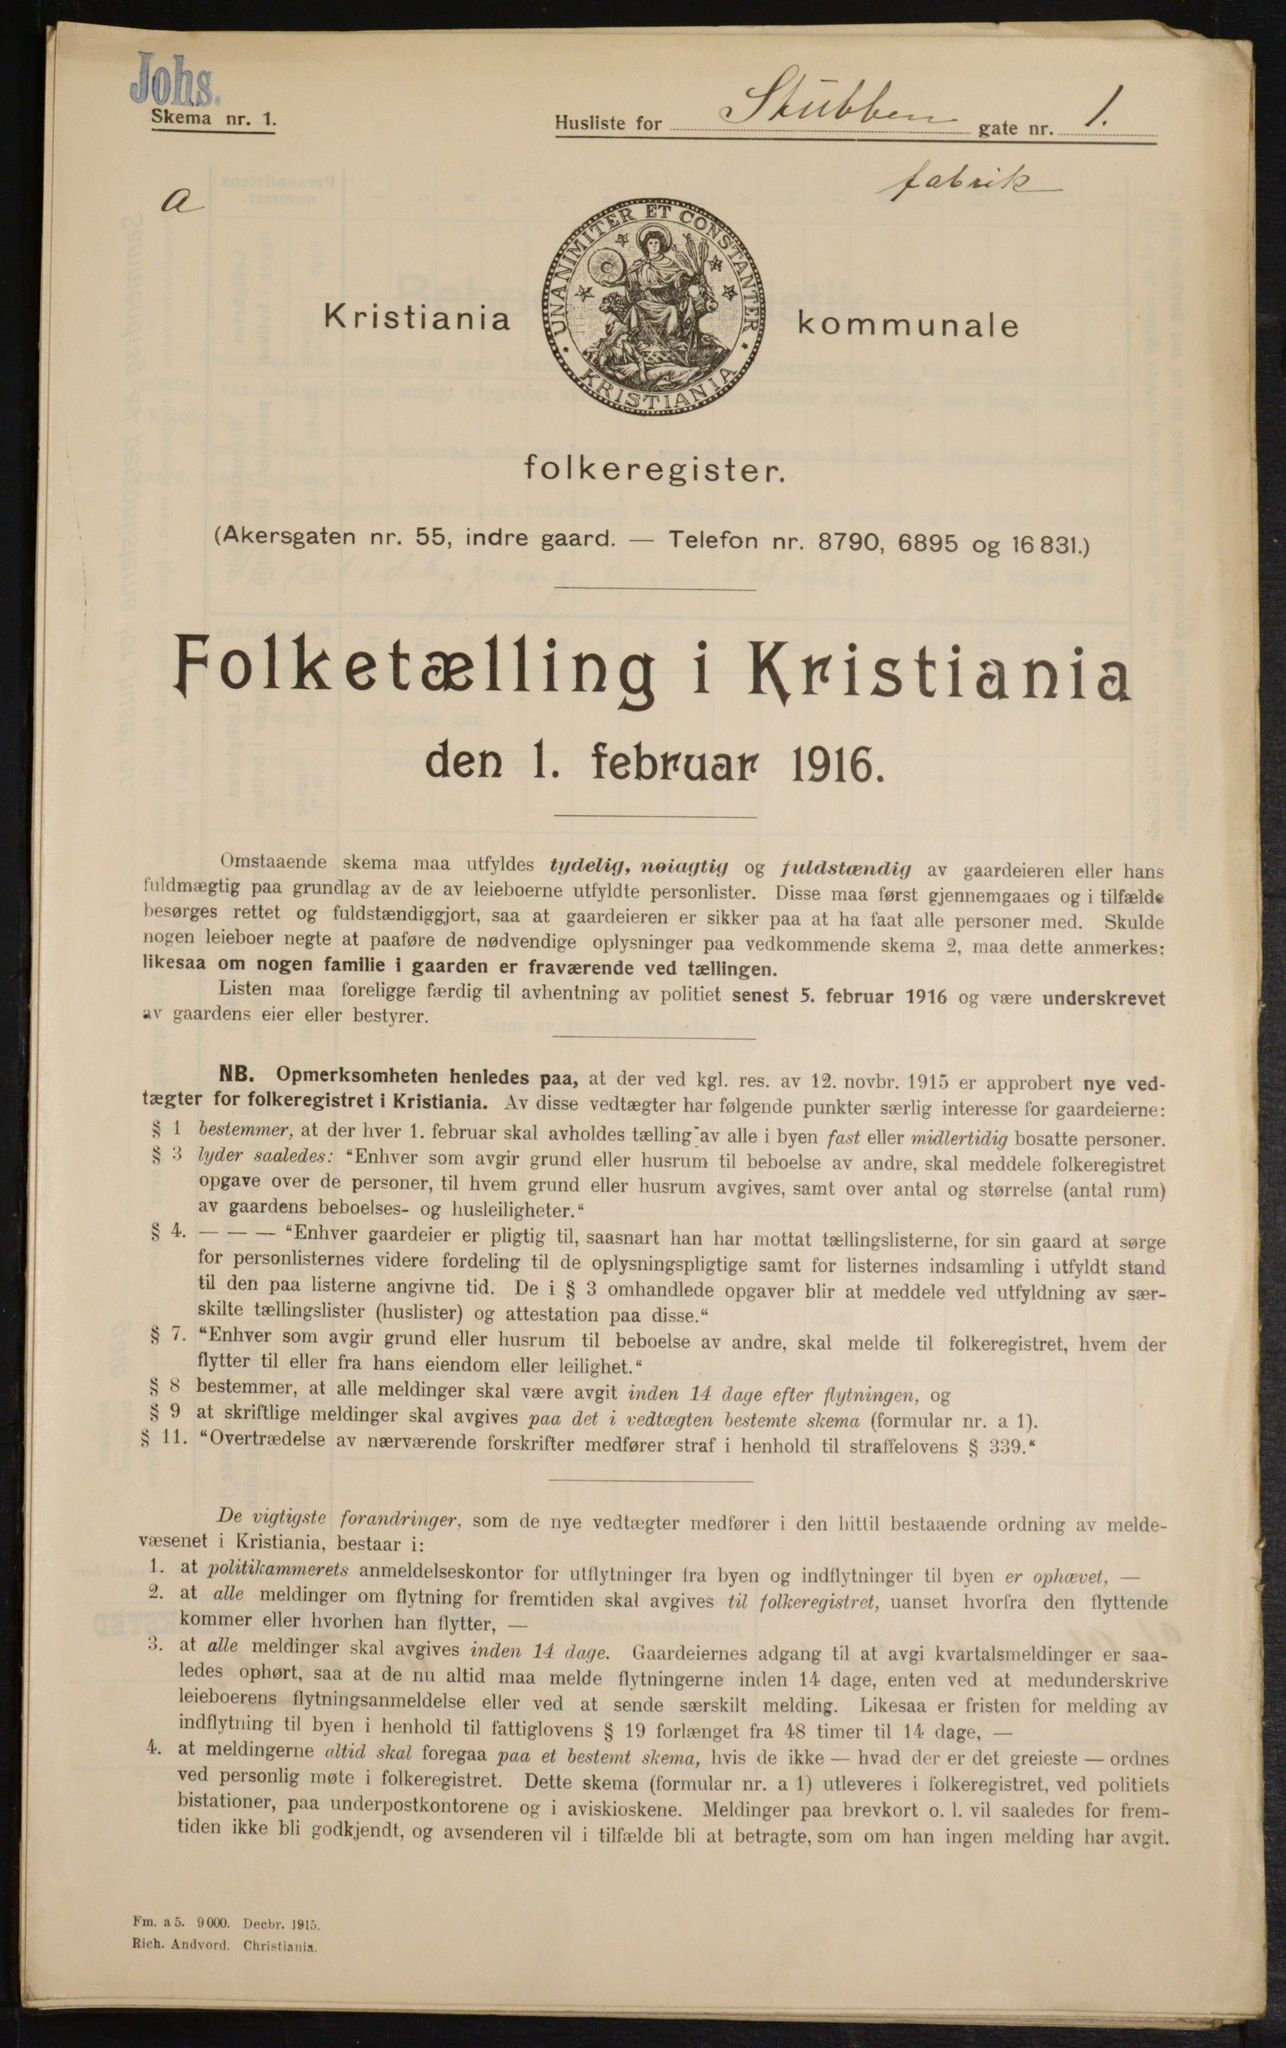 Johs.
Skema nr. 1.
Husliste for Stubben gate nr. 1.
fabrik
a
UNANIMITER ET CONSTANTER
KRISTIANIA
Kristiania kommunale
folkeregister.
(Akersgaten nr. 55, indre gaard. — Telefon nr. 8790, 6895 og 16 831.)
Folketælling i Kristiania
den 1. februar 1916.
Omstaaende skema maa utfyldes tydelig, nøiagtig og fuldstændig av gaardeieren eller hans
fuldmægtig paa grundlag av de av leieboerne utfyldte personlister. Disse maa først gjennemgaaes og i tilfælde
besørges rettet og fuldstændiggjort, saa at gaardeieren er sikker paa at ha faat alle personer med. Skulde
nogen leieboer negte at paaføre de nødvendige oplysninger paa vedkommende skema 2, maa dette anmerkes:
likesaa om nogen familie i gaarden er fraværende ved tællingen.
Listen maa foreligge færdig til avhentning av politiet senest 5. februar 1916 og være underskrevet
av gaardens eier eller bestyrer.
NB. Opmerksomheten henledes paa, at der ved kgl. res. av 12. novbr. 1915 er approbert nye ved-
tægter for folkeregistret i Kristiania. Av disse vedtægter har følgende punkter særlig interesse for gaardeierne:
§ 1 bestemmer, at der hver 1. februar skal avholdes tælling av alle i byen fast eller midlertidig bosatte personer.
§ 3 lyder saaledes: “Enhver som avgir grund eller husrum til beboelse av andre, skal meddele folkeregistret
opgave over de personer, til hvem grund eller husrum avgives, samt over antal og størrelse (antal rum)
av gaardens beboelses- og husleiligheter.“
§ 4. — — — “Enhver gaardeier er pligtig til, saasnart han har mottat tællingslisterne, for sin gaard at sørge
for personlisternes videre fordeling til de oplysningspligtige samt for listernes indsamling i utfyldt stand
til den paa listerne angivne tid. De i § 3 omhandlede opgaver blir at meddele ved utfyldning av sær-
skilte tællingslister (huslister) og attestation paa disse.“
§ 7. “Enhver som avgir grund eller husrum til beboelse av andre, skal melde til folkeregistret, hvem der
flytter til eller fra hans eiendom eller leilighet.“
§ 8 bestemmer, at alle meldinger skal være avgit inden 14 dage efter flytningen, og
§ 9 at skriftlige meldinger skal avgives paa det i vedtægten bestemte skema (formular nr. a 1).
§ 11. “Overtrædelse av nærværende forskrifter medfører straf i henhold til straffelovens § 339.“
De vigtigste forandringer, som de nye vedtægter medfører i den hittil bestaaende ordning av melde-
væsenet i Kristiania, bestaar i:
1. at politikammerets anmeldelseskontor for utflytninger fra byen og indflytninger til byen er ophævet, —
2. at alle meldinger om flytning for fremtiden skal avgives til folkeregistret, uanset hvorfra den flyttende
kommer eller hvorhen han flytter, —
3. at alle meldinger skal avgives inden 14 dage. Gaardeiernes adgang til at avgi kvartalsmeldinger er saa-
ledes ophørt, saa at de nu altid maa melde flytningerne inden 14 dage, enten ved at medunderskrive
leieboerens flytningsanmeldelse eller ved at sende særskilt melding. Likesaa er fristen for melding av
indflytning til byen i henhold til fattiglovens § 19 forlænget fra 48 timer til 14 dage, —
4. at meldingerne altid skal foregaa paa et bestemt skema, hvis de ikke — hvad der er det greieste — ordnes
ved personlig møte i folkeregistret. Dette skema (formular nr. a 1) utleveres i folkeregistret, ved politiets
bistationer, paa underpostkontorene og i aviskioskene. Meldinger paa brevkort o. l. vil saaledes for frem-
tiden ikke bli godkjendt, og avsenderen vil i tilfælde bli at betragte, som om han ingen melding har avgit.
Fm. a 5. 9 000. Decbr. 1915.
Rich. Andvord. Christiania.